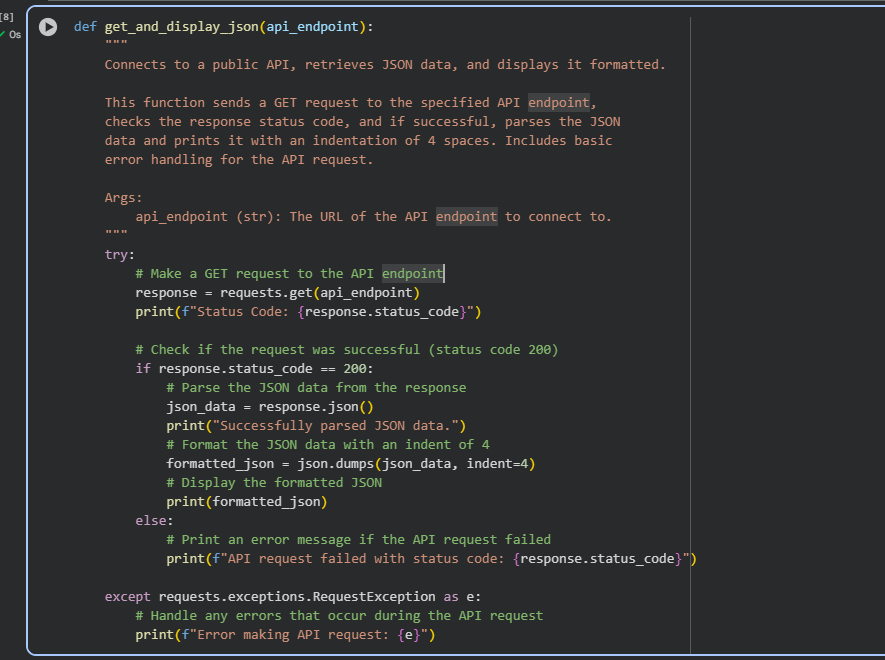 [8]
0s
def get_and_display_json(api_endpoint):
    """
    Connects to a public API, retrieves JSON data, and displays it formatted.

    This function sends a GET request to the specified API endpoint,
    checks the response status code, and if successful, parses the JSON
    data and prints it with an indentation of 4 spaces. Includes basic
    error handling for the API request.

    Args:
        api_endpoint (str): The URL of the API endpoint to connect to.
    """
    try:
        # Make a GET request to the API endpoint
        response = requests.get(api_endpoint)
        print(f"Status Code: {response.status_code}")

        # Check if the request was successful (status code 200)
        if response.status_code == 200:
            # Parse the JSON data from the response
            json_data = response.json()
            print("Successfully parsed JSON data.")
            # Format the JSON data with an indent of 4
            formatted_json = json.dumps(json_data, indent=4)
            # Display the formatted JSON
            print(formatted_json)
        else:
            # Print an error message if the API request failed
            print(f"API request failed with status code: {response.status_code}")

    except requests.exceptions.RequestException as e:
        # Handle any errors that occur during the API request
        print(f"Error making API request: {e}")